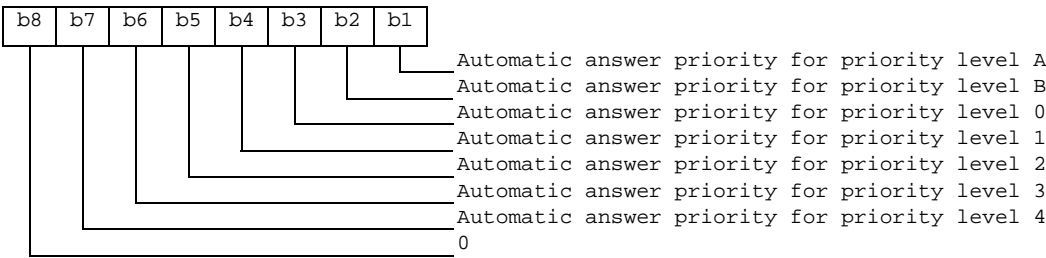 b8 b7 b6 b5 b4 b3 b2 b1
Automatic answer priority for priority level A
Automatic answer priority for priority level B
Automatic answer priority for priority level 0
Automatic answer priority for priority level 1
Automatic answer priority for priority level 2
Automatic answer priority for priority level 3
Automatic answer priority for priority level 4
0